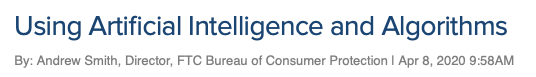 Using Artificial Intelligence and Algorithms
By: Andrew Smith, Director, FTC Bureau of Consumer Protection | Apr 8, 2020 9:58AM